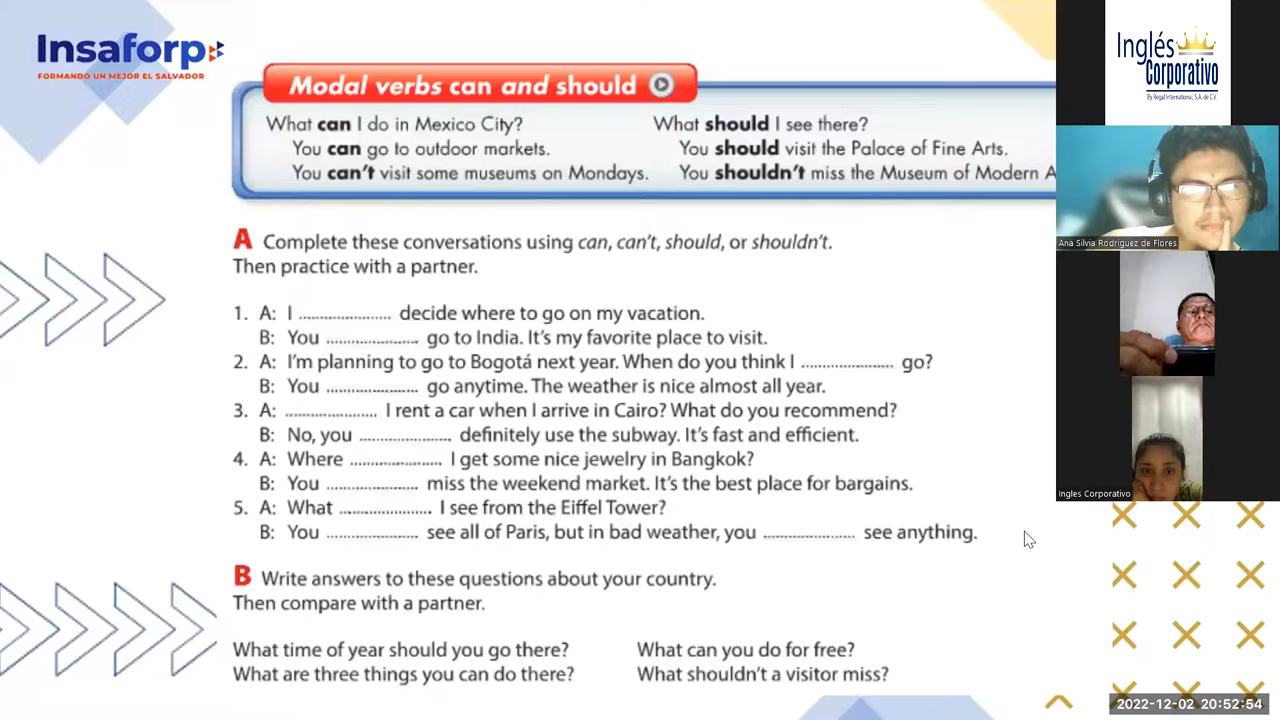 Insaforp
FORMANDO UN MEJOR EL SALVADOR
Modal verbs can and should
What can I do in Mexico City?
You can go to outdoor markets.
You can't visit some museums on Mondays.
What should I see there?
You should visit the Palace of Fine Arts.
You shouldn't miss the Museum of Modern A
A Complete these conversations using can, can't, should, or shouldn't.
Then practice with a partner.
1. A: I ........................ decide where to go on my vacation.
B: You ........................ go to India. It's my favorite place to visit.
2. A: I'm planning to go to Bogotá next year. When do you think I ........................ go?
B: You ........................ go anytime. The weather is nice almost all year.
3. A: ........................ I rent a car when I arrive in Cairo? What do you recommend?
B: No, you ........................ definitely use the subway. It's fast and efficient.
4. A: Where ........................ I get some nice jewelry in Bangkok?
B: You ........................ miss the weekend market. It's the best place for bargains.
5. A: What ........................ I see from the Eiffel Tower?
B: You ........................ see all of Paris, but in bad weather, you ........................ see anything.
B Write answers to these questions about your country.
Then compare with a partner.
What time of year should you go there?
What are three things you can do there?
What can you do for free?
What shouldn't a visitor miss?
Inglés
Corporativo
By Regal International, S.A. de C.V.
Ana Silvia Rodriguez de Flores
Ingles Corporativo
2022-12-02 20:52:54